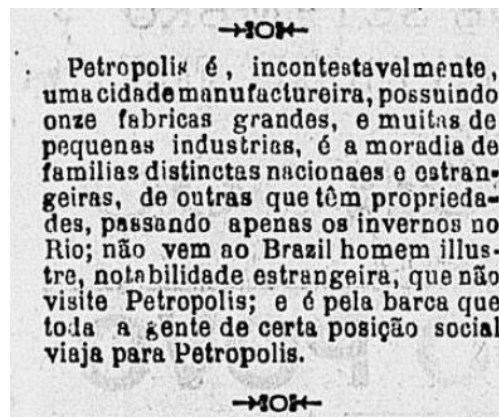 Petropolis é, incontestavelmente,
uma cidade manufactureira, possuindo
onze fabricas grandes, e muitas de
pequenas industrias, é a moradia de
familias distinctas nacionaes e estran-
geiras, de outras que têm proprieda-
des, passando apenas os invernos no
Rio; não vem ao Brazil homem illus-
tre, notabilidade estrangeira, que não
visite Petropolis; e é pela barca que
toda a gente de certa posição social
viaja para Petropolis.